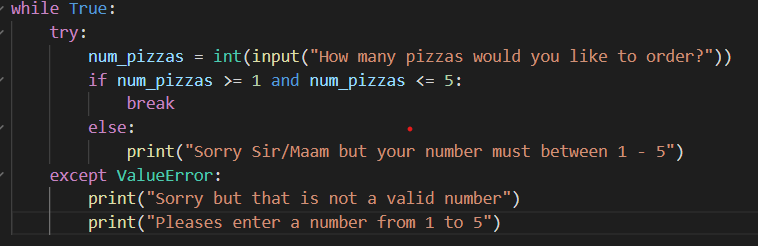 while True:
    try:
        num_pizzas = int(input("How many pizzas would you like to order?"))
        if num_pizzas >= 1 and num_pizzas <= 5:
            break
        else:
            print("Sorry Sir/Maam but your number must between 1 - 5")
    except ValueError:
        print("Sorry but that is not a valid number")
        print("Pleases enter a number from 1 to 5")